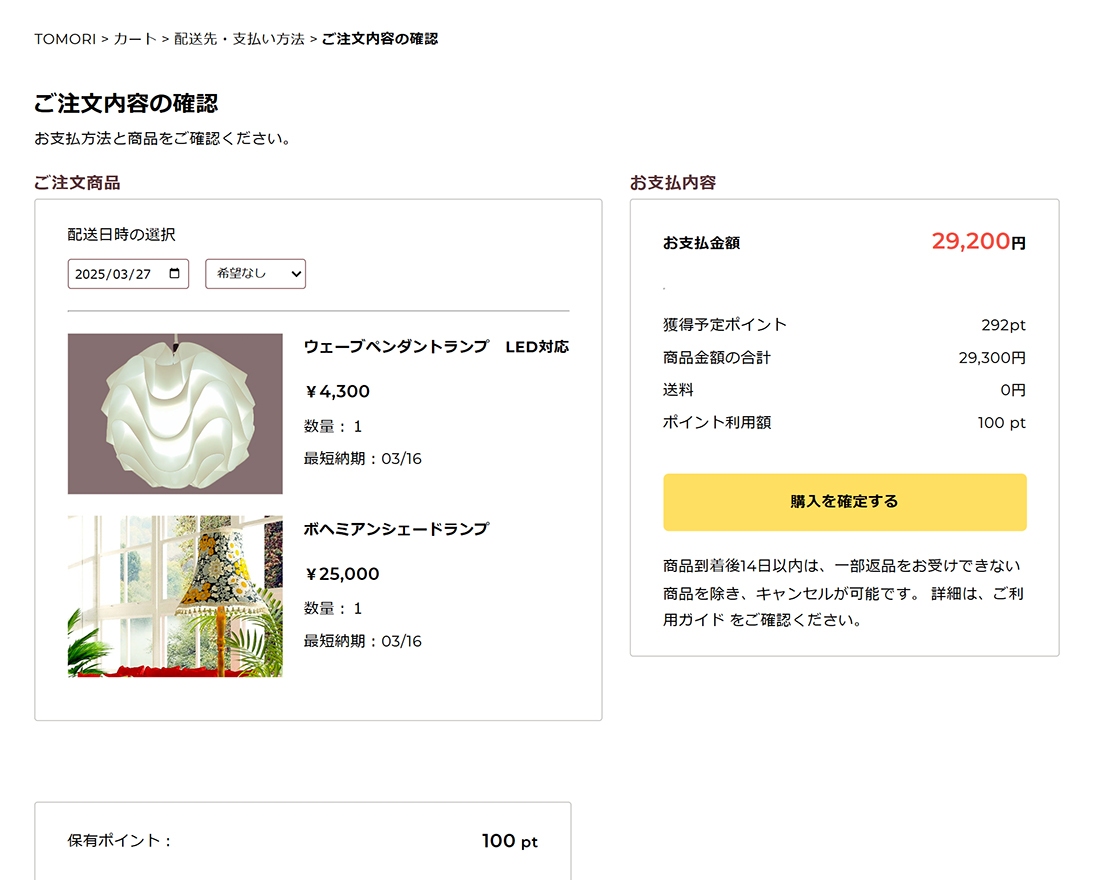 TOMORI > カート > 配送先・支払い方法 > ご注文内容の確認
ご注文内容の確認
お支払方法と商品をご確認ください。
ご注文商品
配送日時の選択
2025/03/27
希望なし
ウェーブペンダントランプ　LED対応
￥4,300
数量： 1
最短納期：03/16
ボヘミアンシェードランプ
￥25,000
数量： 1
最短納期：03/16
お支払内容
お支払金額 29,200円
.
獲得予定ポイント 292pt
商品金額の合計 29,300円
送料 0円
ポイント利用額 100 pt
購入を確定する
商品到着後14日以内は、一部返品をお受けできない
商品を除き、キャンセルが可能です。 詳細は、ご利
用ガイド をご確認ください。
保有ポイント： 100 pt